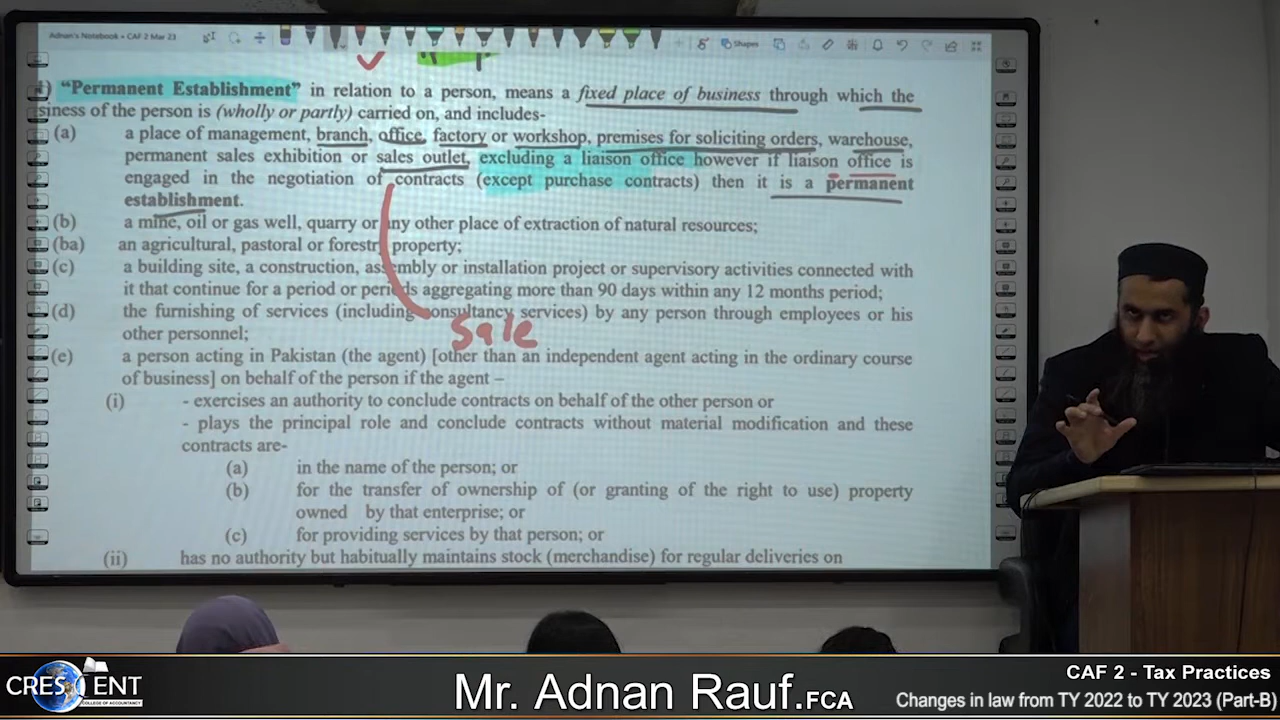 Adnan's Notebook • CAF 2 Mar 23
Shapes
) "Permanent Establishment" in relation to a person, means a fixed place of business through which the
siness of the person is (wholly or partly) carried on, and includes-
(a) a place of management, branch, office, factory or workshop, premises for soliciting orders, warehouse,
permanent sales exhibition or sales outlet, excluding a liaison office however if liaison office is
engaged in the negotiation of contracts (except purchase contracts) then it is a permanent
establishment.
(b) a mine, oil or gas well, quarry or any other place of extraction of natural resources;
(ba) an agricultural, pastoral or forestry property;
(c) a building site, a construction, assembly or installation project or supervisory activities connected with
it that continue for a period or periods aggregating more than 90 days within any 12 months period;
(d) the furnishing of services (including consultancy services) by any person through employees or his
other personnel;
sale
(e) a person acting in Pakistan (the agent) [other than an independent agent acting in the ordinary course
of business] on behalf of the person if the agent –
(i) - exercises an authority to conclude contracts on behalf of the other person or
- plays the principal role and conclude contracts without material modification and these
contracts are-
(a) in the name of the person; or
(b) for the transfer of ownership of (or granting of the right to use) property
owned by that enterprise; or
(c) for providing services by that person; or
(ii) has no authority but habitually maintains stock (merchandise) for regular deliveries on
CRESCENT
COLLEGE OF ACCOUNTANCY
Mr. Adnan Rauf.FCA
CAF 2 - Tax Practices
Changes in law from TY 2022 to TY 2023 (Part-B)